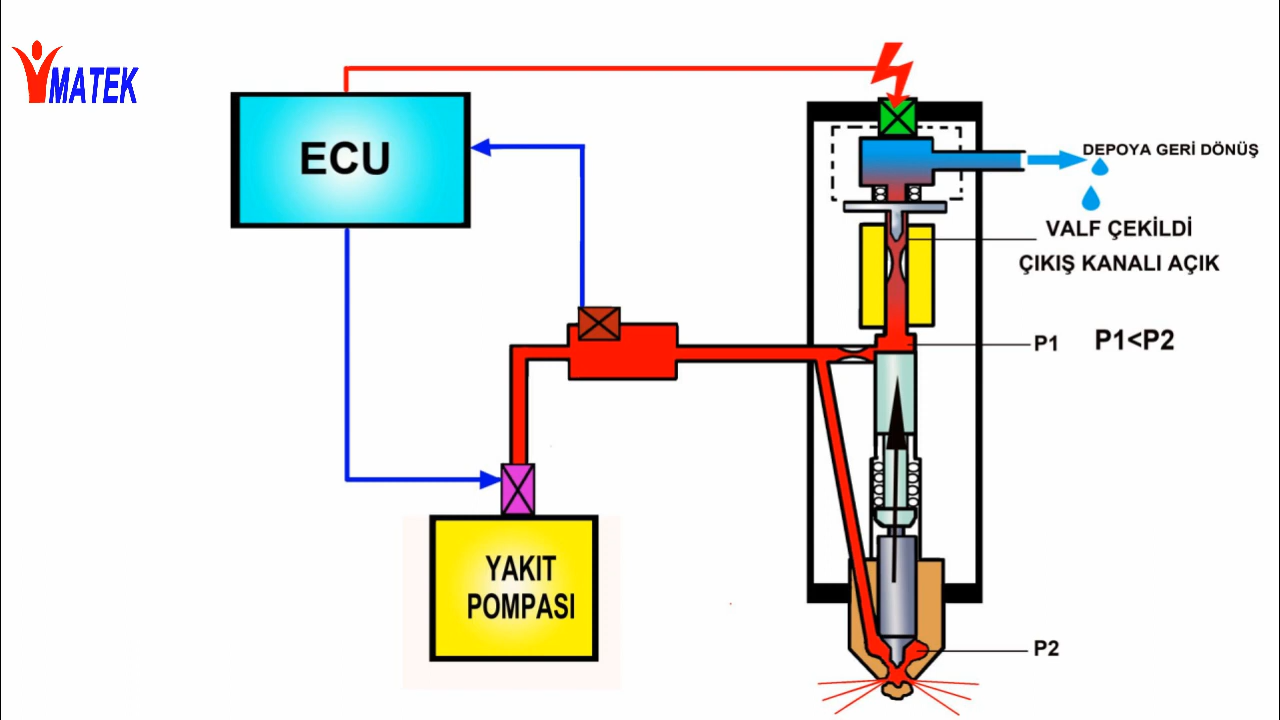 MATEK
ECU
DEPOYA GERİ DÖNÜŞ
VALF ÇEKİLDİ
ÇIKIŞ KANALI AÇIK
P1
P1<P2
YAKIT
POMPASI
P2